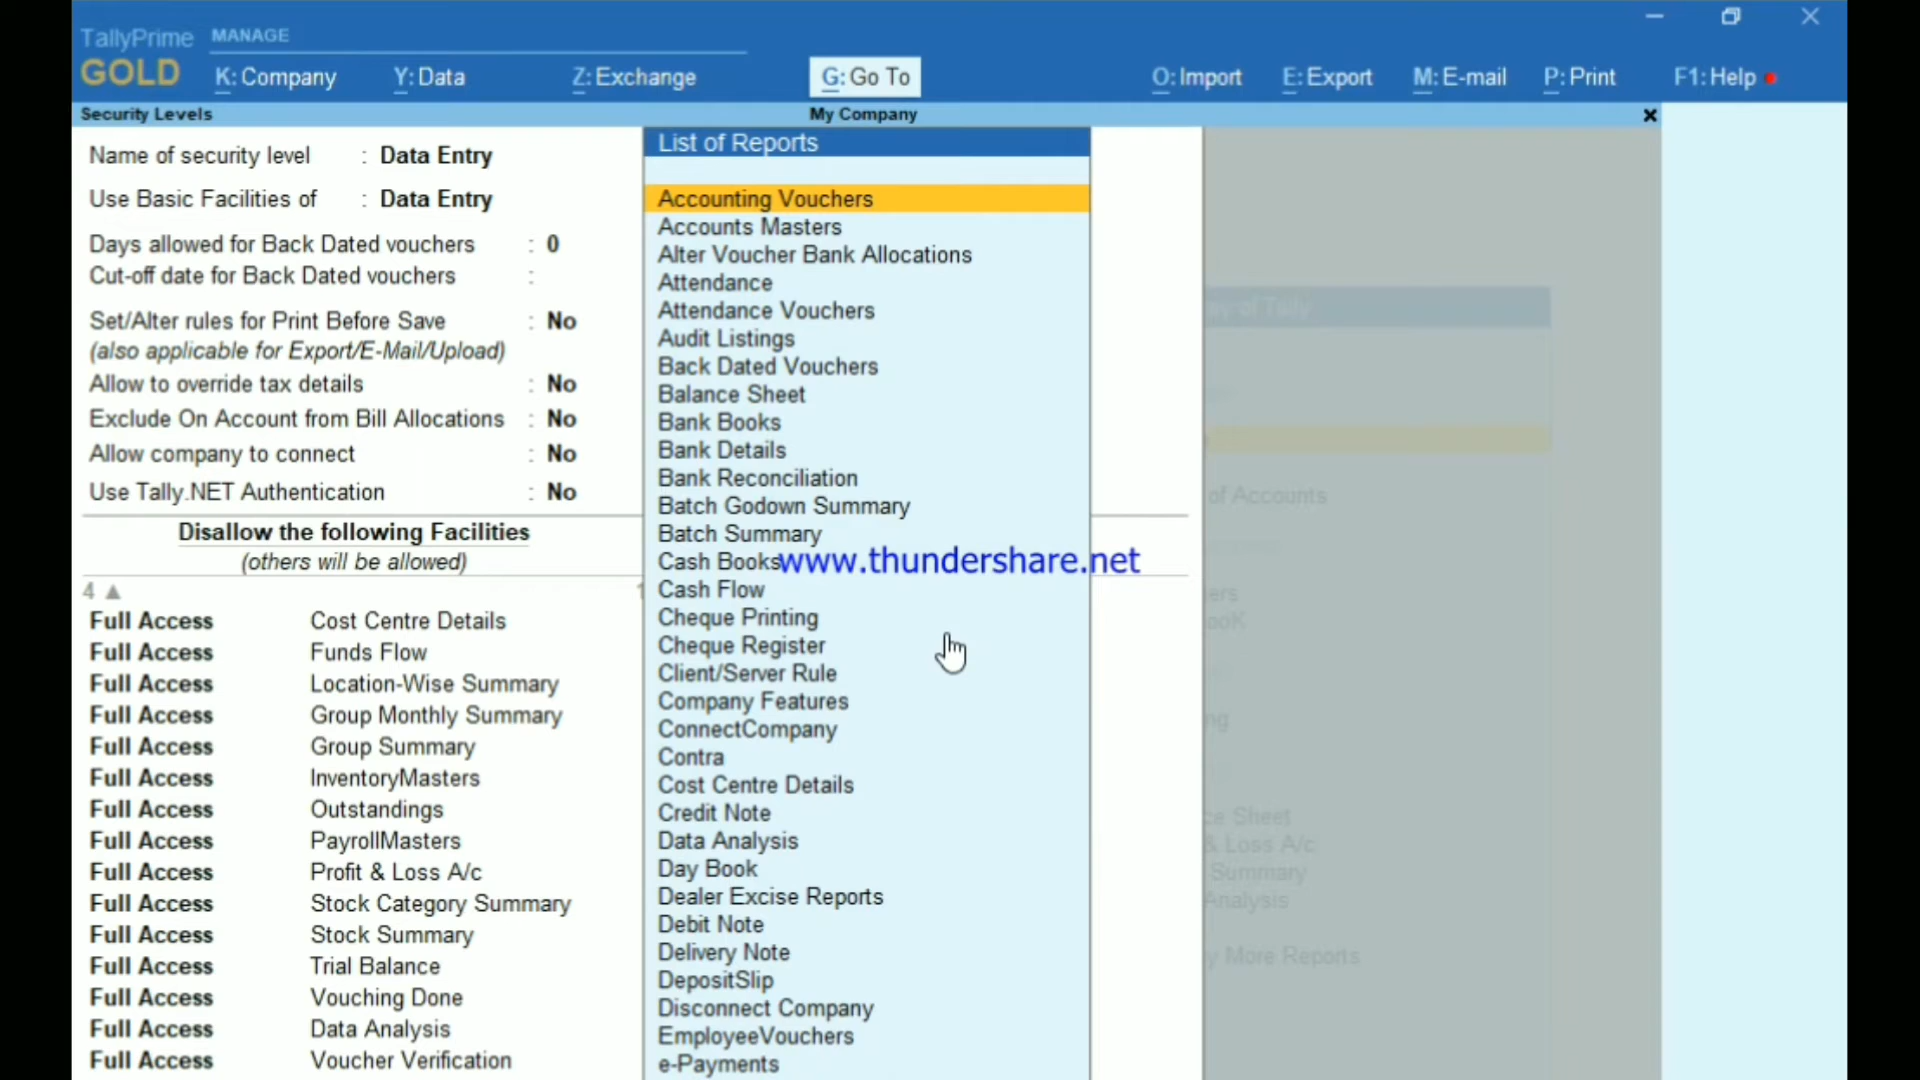 TallyPrime
MANAGE
GOLD
K: Company
Y: Data
Z: Exchange
G: Go To
O: Import
E: Export
M: E-mail
P: Print
F1: Help
Security Levels
My Company
Name of security level : Data Entry
Use Basic Facilities of : Data Entry
Days allowed for Back Dated vouchers : 0
Cut-off date for Back Dated vouchers :
Set/Alter rules for Print Before Save : No
(also applicable for Export/E-Mail/Upload)
Allow to override tax details : No
Exclude On Account from Bill Allocations : No
Allow company to connect : No
Use Tally.NET Authentication : No
Disallow the following Facilities
(others will be allowed)
4 ▲
Full Access Cost Centre Details
Full Access Funds Flow
Full Access Location-Wise Summary
Full Access Group Monthly Summary
Full Access Group Summary
Full Access InventoryMasters
Full Access Outstandings
Full Access PayrollMasters
Full Access Profit & Loss A/c
Full Access Stock Category Summary
Full Access Stock Summary
Full Access Trial Balance
Full Access Vouching Done
Full Access Data Analysis
Full Access Voucher Verification
List of Reports
Accounting Vouchers
Accounts Masters
Alter Voucher Bank Allocations
Attendance
Attendance Vouchers
Audit Listings
Back Dated Vouchers
Balance Sheet
Bank Books
Bank Details
Bank Reconciliation
Batch Godown Summary
Batch Summary
Cash Books
www.thundershare.net
Cash Flow
Cheque Printing
Cheque Register
Client/Server Rule
Company Features
ConnectCompany
Contra
Cost Centre Details
Credit Note
Data Analysis
Day Book
Dealer Excise Reports
Debit Note
Delivery Note
DepositSlip
Disconnect Company
EmployeeVouchers
e-Payments
of Tally
of Accounts
Sheet
& Loss A/c
Summary
Analysis
More Reports